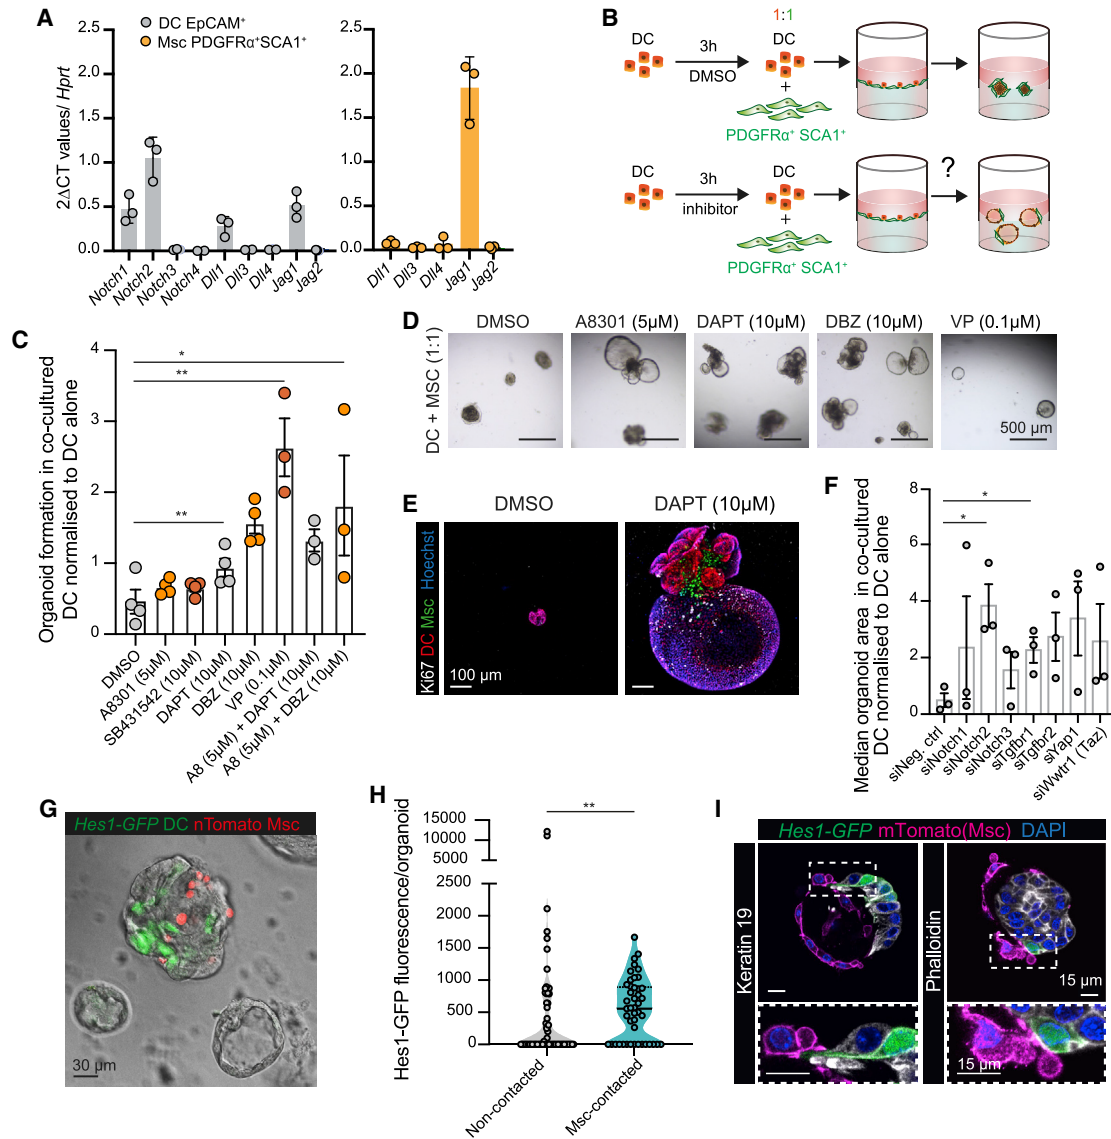 A
DC EpCAM⁺
Msc PDGFRα⁺SCA1⁺
2ΔCT values/ Hprt
2.5
2.0
1.5
1.0
0.5
0.0
Notch1
Notch2
Notch3
Notch4
Dll1
Dll3
Dll4
Jag1
Jag2
2.5
2.0
1.5
1.0
0.5
0.0
Dll1
Dll3
Dll4
Jag1
Jag2
B
1:1
DC
3h
DMSO
DC
+
PDGFRα⁺ SCA1⁺
DC
3h
inhibitor
DC
+
PDGFRα⁺ SCA1⁺
?
C
Organoid formation in co-cultured
DC normalised to DC alone
4
3
2
1
0
*
**
**
DMSO
A8301 (5µM)
SB431542 (10µM)
DAPT (10µM)
DBZ (10µM)
VP (0.1µM)
A8 (5µM) + DAPT (10µM)
A8 (5µM) + DBZ (10µM)
D
DC + MSC (1:1)
DMSO
A8301 (5µM)
DAPT (10µM)
DBZ (10µM)
VP (0.1µM)
500 µm
E
DMSO
DAPT (10µM)
Ki67 DC Msc Hoechst
100 µm
F
Median organoid area in co-cultured
DC normalised to DC alone
8
6
4
2
0
*
*
siNeg. ctrl
siNotch1
siNotch2
siNotch3
siTgfbr1
siTgfbr2
siYap1
siWwtr1 (Taz)
G
Hes1-GFP DC nTomato Msc
30 µm
H
Hes1-GFP fluorescence/organoid
15000
10000
5000
2500
2000
1500
1000
500
0
**
Non-contacted
Msc-contacted
I
Hes1-GFP mTomato(Msc) DAPI
Keratin 19
Phalloidin
15 µm
15 µm